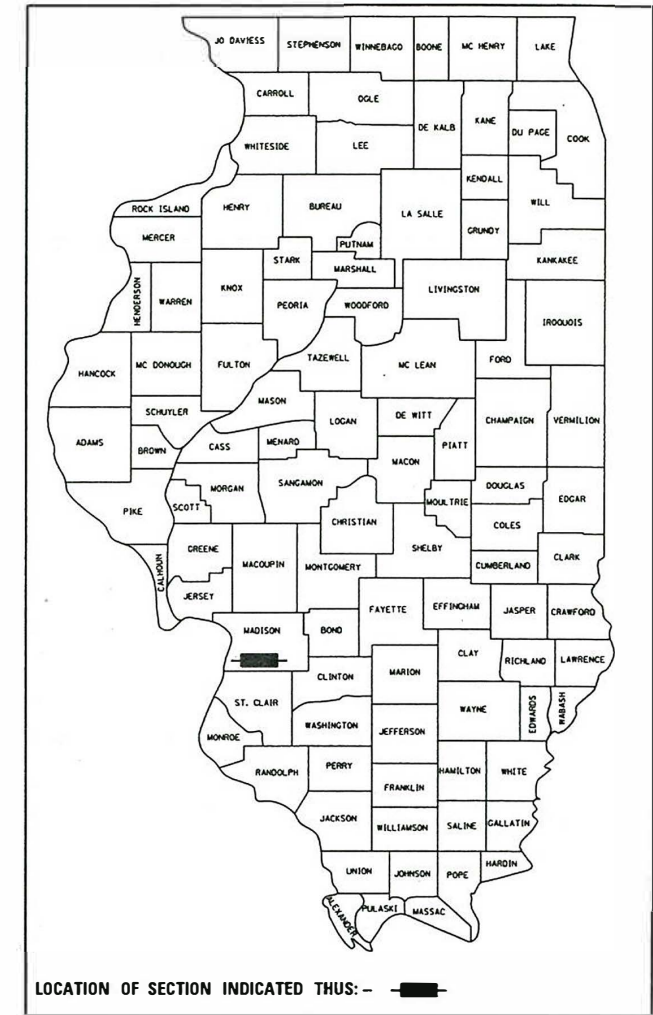 JO DAVIESS STEPHENSON WINNEBAGO BOONE MC HENRY LAKE
CARROLL OGLE
DE KALB KANE DU PAGE COOK
WHITESIDE LEE
KENDALL
ROCK ISLAND HENRY BUREAU LA SALLE WILL
MERCER PUTNAM GRUNDY
STARK MARSHALL KANKAKEE
HENDERSON WARREN KNOX PEORIA WOODFORD LIVINGSTON IROQUOIS
HANCOCK MC DONOUGH FULTON TAZEWELL MC LEAN FORD
MASON
SCHUYLER LOGAN DE WITT CHAMPAIGN VERMILION
ADAMS BROWN CASS MENARD MACON PIATT
MORGAN SANGAMON DOUGLAS
PIKE SCOTT CHRISTIAN MOULTRIE EDGAR
COLES
GREENE SHELBY
CALHOUN MACOUPIN MONTGOMERY CUMBERLAND CLARK
JERSEY
FAYETTE EFFINGHAM JASPER CRAWFORD
MADISON BOND
CLAY RICHLAND LAWRENCE
CLINTON MARION
ST. CLAIR WAYNE EDWARDS WABASH
WASHINGTON JEFFERSON
MONROE
RANDOLPH PERRY HAMILTON WHITE
FRANKLIN
JACKSON WILLIAMSON SALINE GALLATIN
UNION JOHNSON POPE HARDIN
ALEXANDER PULASKI MASSAC
LOCATION OF SECTION INDICATED THUS: -